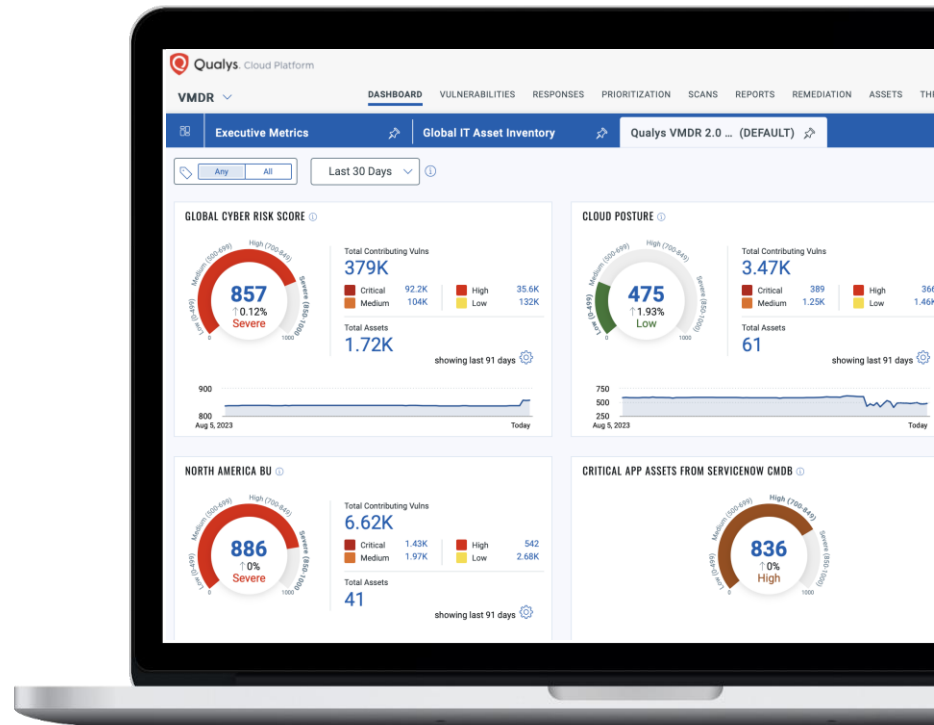 Qualys. Cloud Platform
VMDR
DASHBOARD VULNERABILITIES RESPONSES PRIORITIZATION SCANS REPORTS REMEDIATION ASSETS
Executive Metrics
Global IT Asset Inventory
Qualys VMDR 2.0 ... (DEFAULT)
Any All
Last 30 Days
GLOBAL CYBER RISK SCORE
Low (0-499)
Medium (500-699)
High (700-849)
Severe (850-1000)
857
↑0.12%
Severe
0 1000
Total Contributing Vulns
379K
Critical 92.2K High 35.6K
Medium 104K Low 132K
Total Assets
1.72K
showing last 91 days
900
800
Aug 5, 2023 Today
CLOUD POSTURE
Low (0-499)
Medium (500-699)
High (700-849)
Severe (850-1000)
475
↑1.93%
Low
0 1000
Total Contributing Vulns
3.47K
Critical 389 High 366
Medium 1.25K Low 1.46K
Total Assets
61
showing last 91 days
750
500
250
Aug 5, 2023 Today
NORTH AMERICA BU
Low (0-499)
Medium (500-699)
High (700-849)
Severe (850-1000)
886
↑0%
Severe
0 1000
Total Contributing Vulns
6.62K
Critical 1.43K High 542
Medium 1.97K Low 2.68K
Total Assets
41
showing last 91 days
CRITICAL APP ASSETS FROM SERVICENOW CMDB
Low (0-499)
Medium (500-699)
High (700-849)
Severe (850-1000)
836
↑0%
High
0 1000